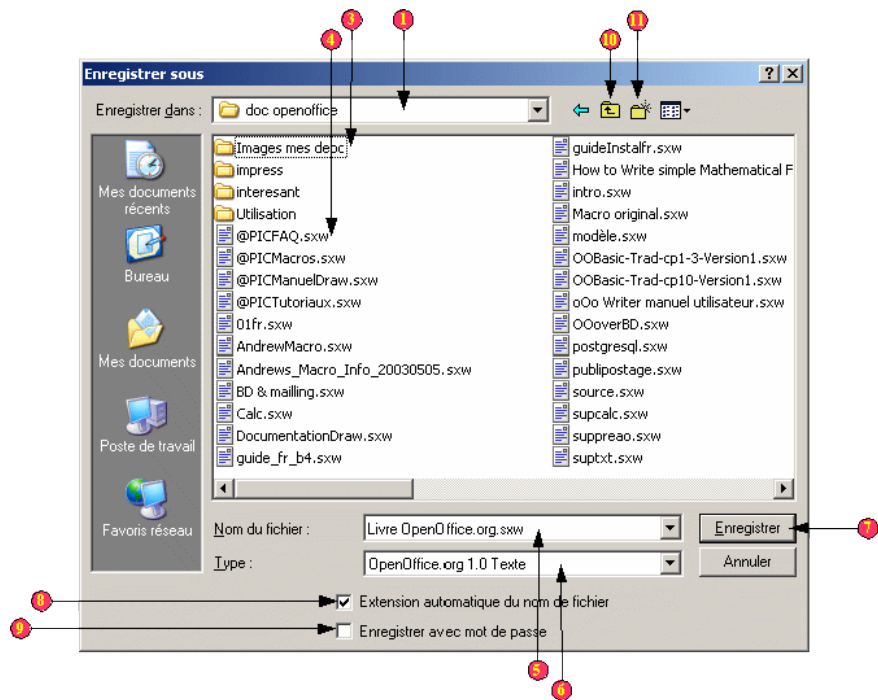 3
1
4
10
11
Enregistrer sous
Enregistrer dans :
doc openoffice
Mes documents récents
Bureau
Mes documents
Poste de travail
Favoris réseau
Images mes deoc
impress
interesant
Utilisation
@PICFAQ.sxw
@PICMacros.sxw
@PICManuelDraw.sxw
@PICTutoriaux.sxw
01fr.sxw
AndrewMacro.sxw
Andrews_Macro_Info_20030505.sxw
BD & mailling.sxw
Calc.sxw
DocumentationDraw.sxw
guide_fr_b4.sxw
guideInstalfr.sxw
How to Write simple Mathematical F
intro.sxw
Macro original.sxw
modèle.sxw
OOBasic-Trad-cp1-3-Version1.sxw
OOBasic-Trad-cp10-Version1.sxw
oOo Writer manuel utilisateur.sxw
OOoverBD.sxw
postgresql.sxw
publipostage.sxw
source.sxw
supcalc.sxw
suppreao.sxw
suptxt.sxw
Nom du fichier :
Livre OpenOffice.org.sxw
Enregistrer
7
Type :
OpenOffice.org 1.0 Texte
Annuler
8
Extension automatique du nom de fichier
9
Enregistrer avec mot de passe
5
6